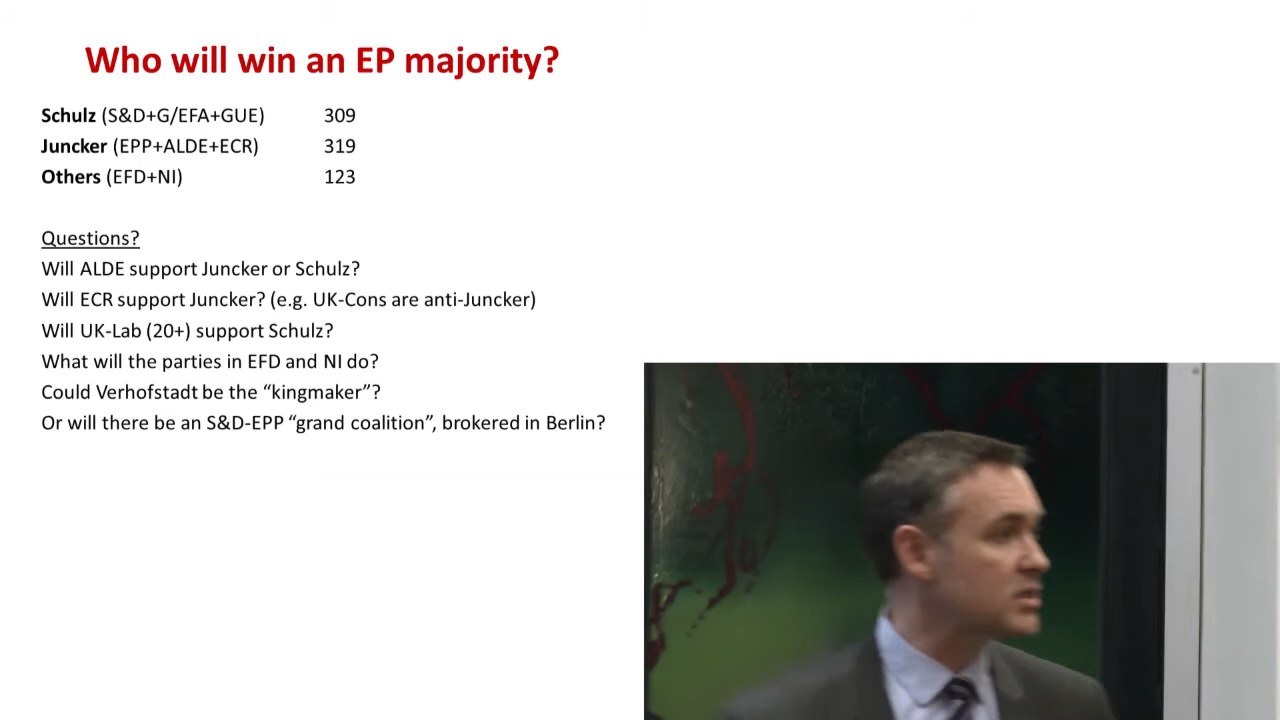 Who will win an EP majority?
Schulz (S&D+G/EFA+GUE) 309
Juncker (EPP+ALDE+ECR) 319
Others (EFD+NI) 123
Questions?
Will ALDE support Juncker or Schulz?
Will ECR support Juncker? (e.g. UK-Cons are anti-Juncker)
Will UK-Lab (20+) support Schulz?
What will the parties in EFD and NI do?
Could Verhofstadt be the “kingmaker”?
Or will there be an S&D-EPP “grand coalition”, brokered in Berlin?